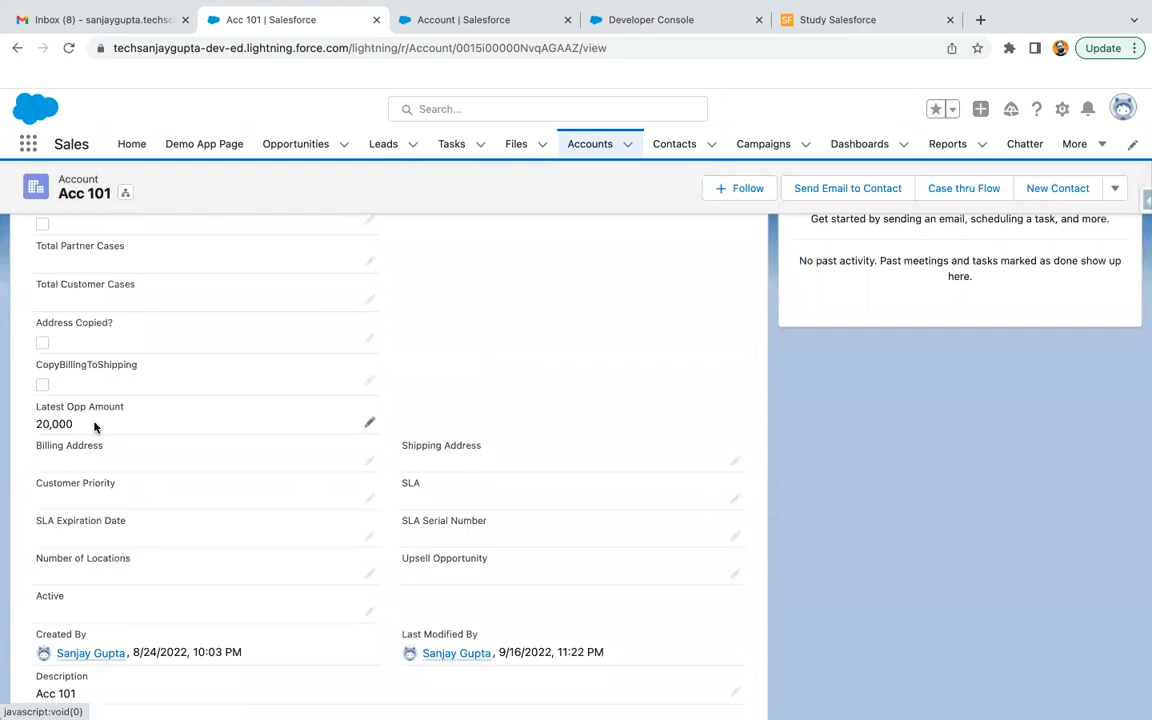 Inbox (8) - sanjaygupta.techsc
Acc 101 | Salesforce
Account | Salesforce
Developer Console
SF
Study Salesforce
techsanjaygupta-dev-ed.lightning.force.com/lightning/r/Account/0015i00000NvqAGAAZ/view
Update
Search...
Sales
Home
Demo App Page
Opportunities
Leads
Tasks
Files
Accounts
Contacts
Campaigns
Dashboards
Reports
Chatter
More
Account
Acc 101
Follow
Send Email to Contact
Case thru Flow
New Contact
Get started by sending an email, scheduling a task, and more.
No past activity. Past meetings and tasks marked as done show up
here.
Total Partner Cases
Total Customer Cases
Address Copied?
CopyBillingToShipping
Latest Opp Amount
20,000
Billing Address
Shipping Address
Customer Priority
SLA
SLA Expiration Date
SLA Serial Number
Number of Locations
Upsell Opportunity
Active
Created By
Last Modified By
Sanjay Gupta, 8/24/2022, 10:03 PM
Sanjay Gupta, 9/16/2022, 11:22 PM
Description
Acc 101
javascript:void(0)